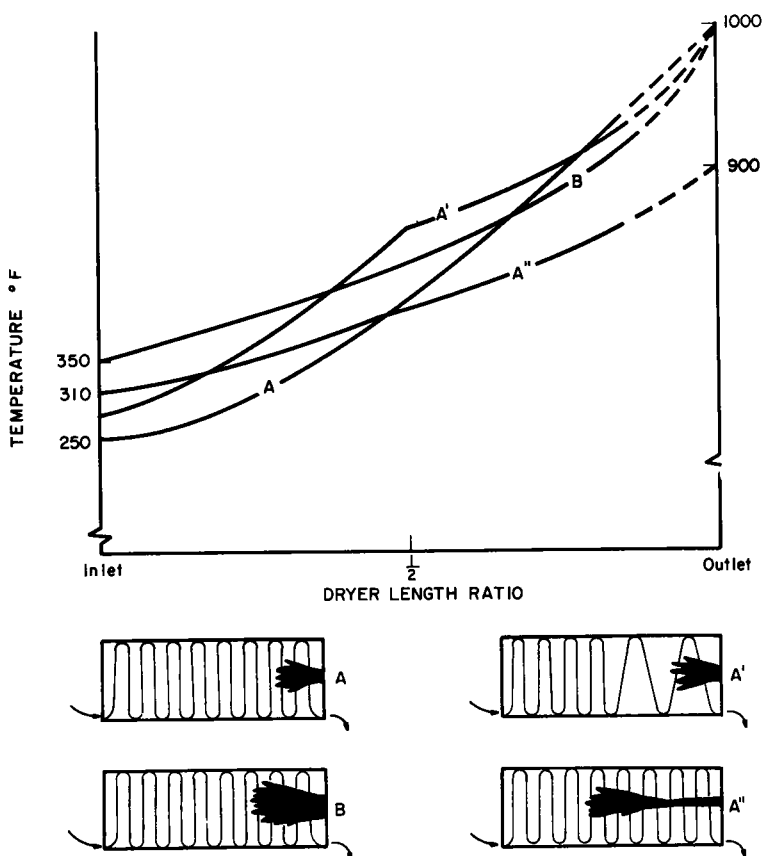 1000
900
A'
B
A"
A
350
310
250
TEMPERATURE °F
Inlet
1/2
Outlet
DRYER LENGTH RATIO
A
A'
B
A"